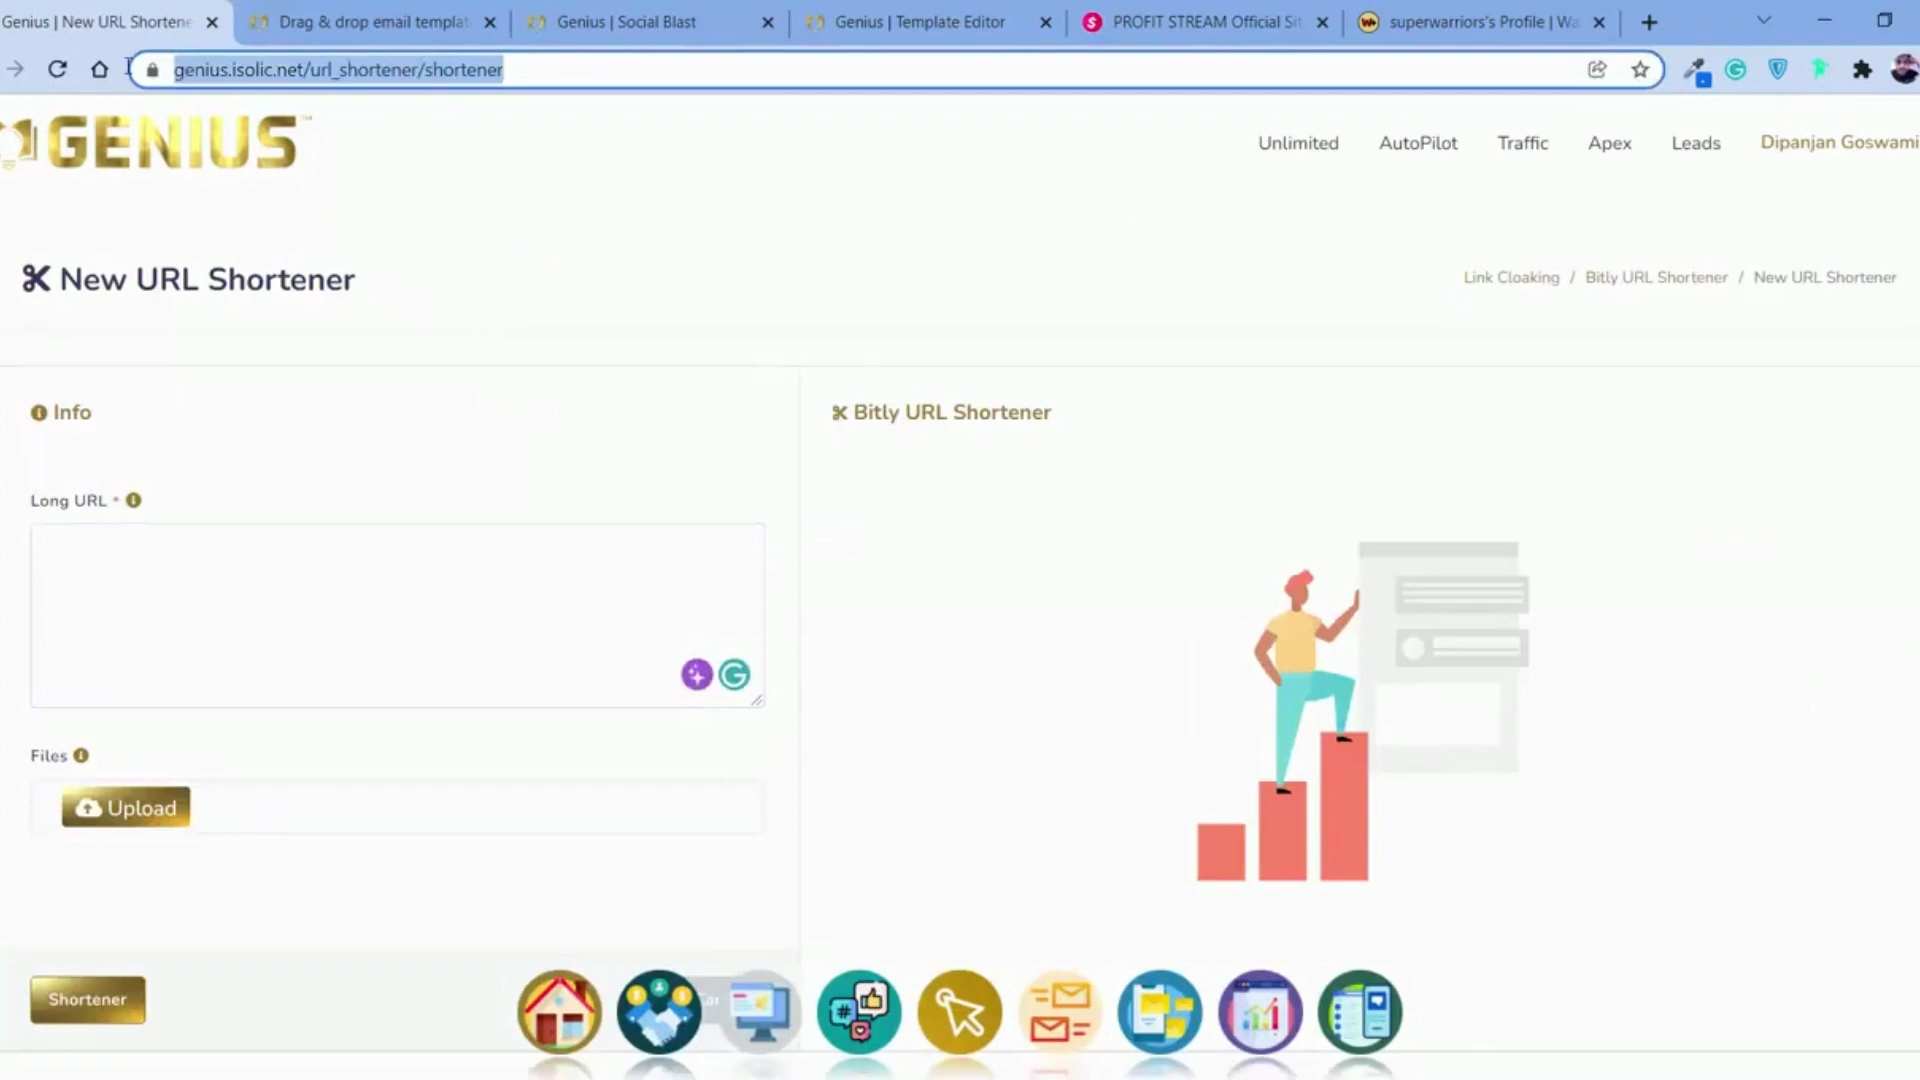 Genius | New URL Shortene
Drag & drop email templat
Genius | Social Blast
Genius | Template Editor
PROFIT STREAM Official Sit
superwarriors's Profile | Wa
genius.isolic.net/url_shortener/shortener
GENIUS™
Unlimited
AutoPilot
Traffic
Apex
Leads
Dipanjan Goswami
New URL Shortener
Link Cloaking / Bitly URL Shortener / New URL Shortener
Info
Bitly URL Shortener
Long URL *
Files
Upload
Shortener